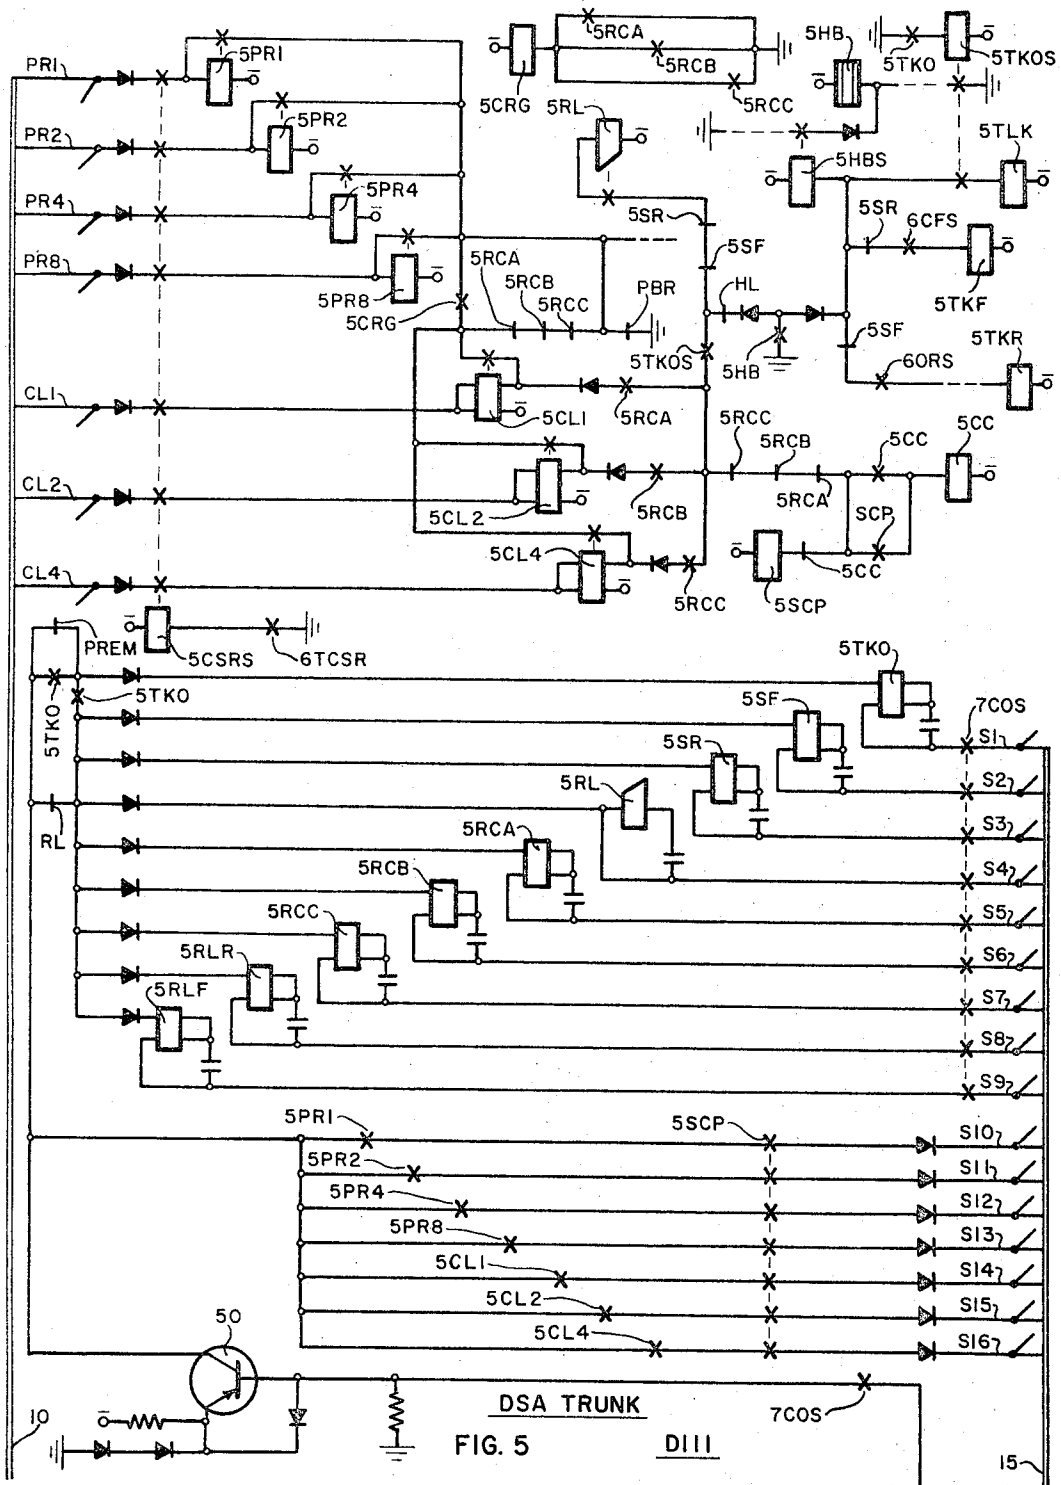 PR1
5PR1
5RCA
5RCB
5RCC
5CRG
5HB
5TKO
5TKOS
PR2
5PR2
5RL
5HBS
5TLK
PR4
5PR4
5SR
5SR
6CFS
PR8
5PR8
5CRG
5RCA
5RCB
5RCC
PBR
5SF
HL
5TKF
5HB
5SF
5TKOS
5TKR
6ORS
CL1
5CL1
5RCA
5RCC
5RCB
5CC
5CC
5RCA
CL2
5CL2
5RCB
SCP
CL4
5CL4
5RCC
5SCP
5CC
PREM
5CSRS
6TCSR
5TKO
5TKO
5TKO
5SF
7COS
S1
5SR
S2
5RL
S3
RL
5RCA
S4
5RCB
S5
5RCC
S6
5RLR
S7
5RLF
S8
S9
5PR1
5SCP
S10
5PR2
S11
5PR4
S12
5PR8
S13
5CL1
S14
5CL2
S15
5CL4
S16
50
7COS
DSA TRUNK
10
FIG. 5
D111
15